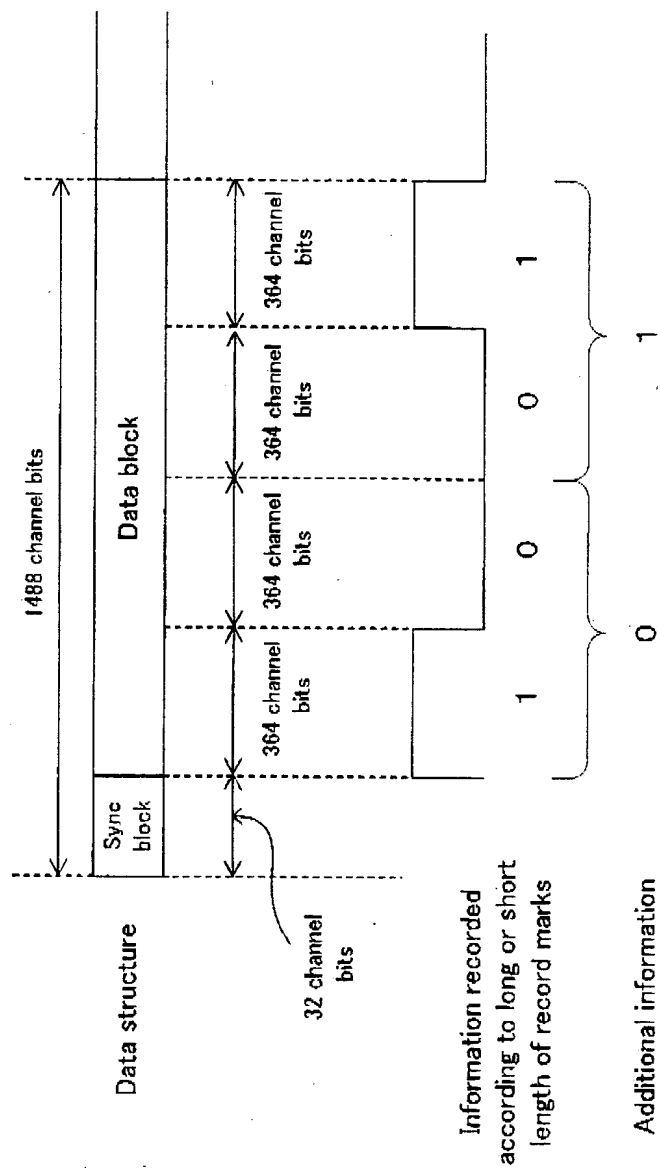 1488 channel bits
Data structure
Sync
block
Data block
32 channel
bits
364 channel
bits
364 channel
bits
364 channel
bits
364 channel
bits
Information recorded
according to long or short
length of record marks
1
0
0
1
Additional information
0
1